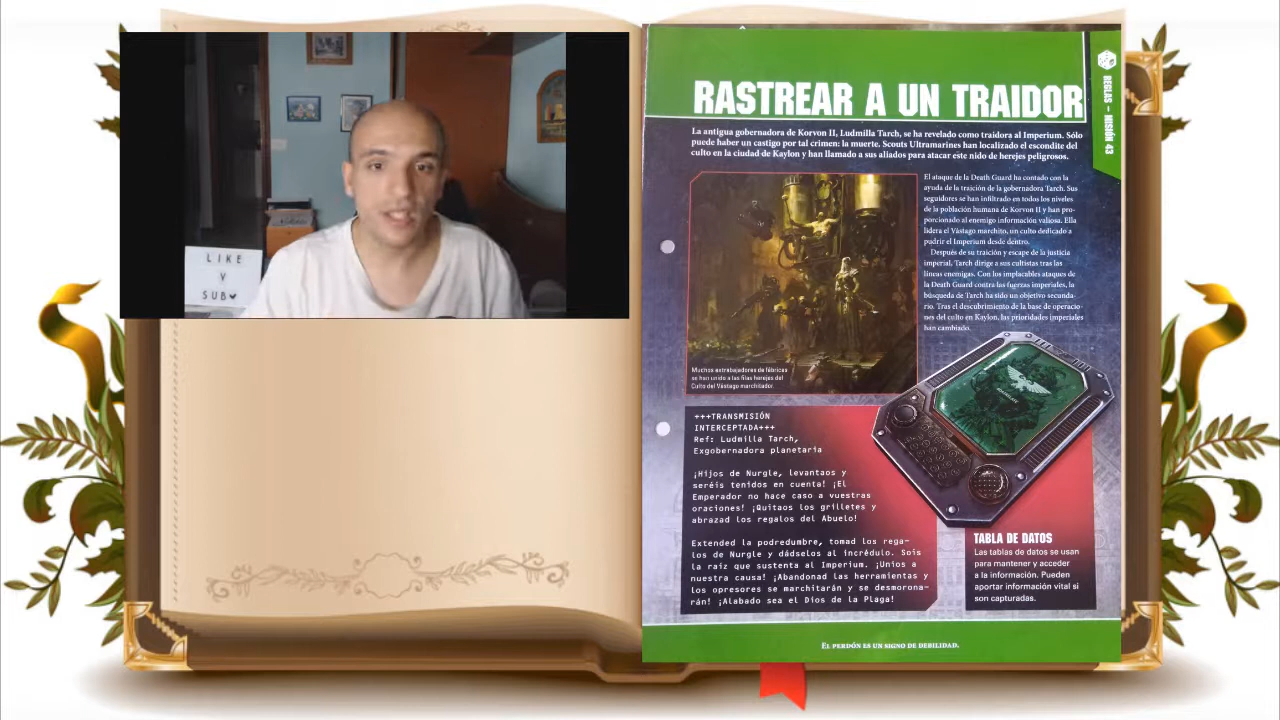 LIKE
Y
SUB
RASTREAR A UN TRAIDOR
REGLAS – MISIÓN 43
La antigua gobernadora de Korvon II, Ludmilla Tarch, se ha revelado como traidora al Imperium. Sólo
puede haber un castigo por tal crimen: la muerte. Scouts Ultramarines han localizado el escondite del
culto en la ciudad de Kaylon y han llamado a sus aliados para atacar este nido de herejes peligrosos.
El ataque de la Death Guard ha contado con la
ayuda de la traición de la gobernadora Tarch. Sus
seguidores se han infiltrado en todos los niveles
de la población humana de Korvon II y han pro-
porcionado al enemigo información valiosa. Ella
lidera el Vástago marchito, un culto dedicado a
pudrir el Imperium desde dentro.
Después de su traición y escape de la justicia
imperial, Tarch dirige a sus cultistas tras las
líneas enemigas. Con los implacables ataques de
la Death Guard contra las fuerzas imperiales, la
búsqueda de Tarch ha sido un objetivo secunda-
rio. Tras el descubrimiento de la base de operacio-
nes del culto en Kaylon, las prioridades imperiales
han cambiado.
Muchos extrabajadores de fábricas
se han unido a las filas herejes del
Culto del Vástago marchitador.
+++TRANSMISIÓN
INTERCEPTADA+++
Ref: Ludmilla Tarch,
Exgobernadora planetaria
¡Hijos de Nurgle, levantaos y
seréis tenidos en cuenta! ¡El
Emperador no hace caso a vuestras
oraciones! ¡Quitaos los grilletes y
abrazad los regalos del Abuelo!
Extended la podredumbre, tomad los rega-
los de Nurgle y dádselos al incrédulo. Sois
la raíz que sustenta al Imperium. ¡Uníos a
nuestra causa! ¡Abandonad las herramientas y
los opresores se marchitarán y se desmorona-
rán! ¡Alabado sea el Dios de la Plaga!
TABLA DE DATOS
Las tablas de datos se usan
para mantener y acceder
a la información. Pueden
aportar información vital si
son capturadas.
EL PERDÓN ES UN SIGNO DE DEBILIDAD.